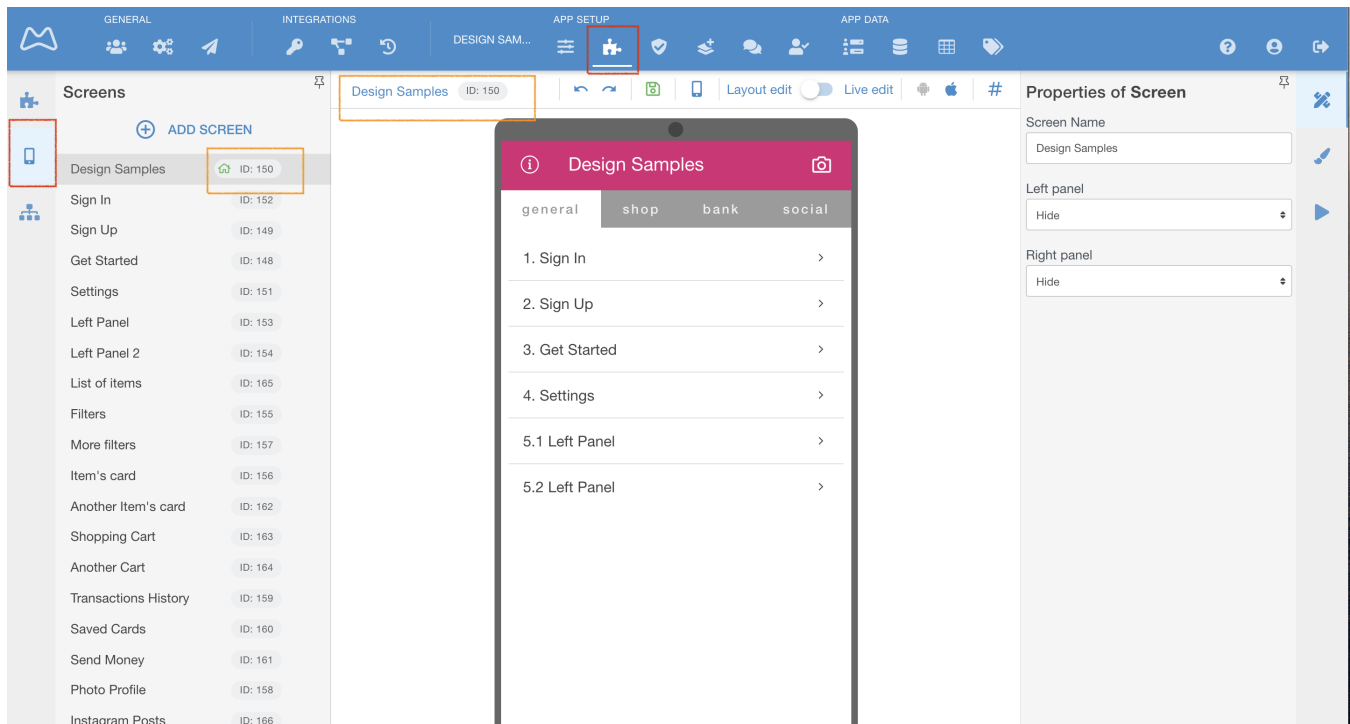 GENERAL
INTEGRATIONS
APP SETUP
APP DATA
DESIGN SAM...
Screens
ADD SCREEN
Design Samples ID: 150
Sign In ID: 152
Sign Up ID: 149
Get Started ID: 148
Settings ID: 151
Left Panel ID: 153
Left Panel 2 ID: 154
List of items ID: 165
Filters ID: 155
More filters ID: 157
Item's card ID: 156
Another Item's card ID: 162
Shopping Cart ID: 163
Another Cart ID: 164
Transactions History ID: 159
Saved Cards ID: 160
Send Money ID: 161
Photo Profile ID: 158
Instagram Posts ID: 166
Design Samples ID: 150
Layout edit Live edit #
Design Samples
general shop bank social
1. Sign In
2. Sign Up
3. Get Started
4. Settings
5.1 Left Panel
5.2 Left Panel
Properties of Screen
Screen Name
Design Samples
Left panel
Hide
Right panel
Hide